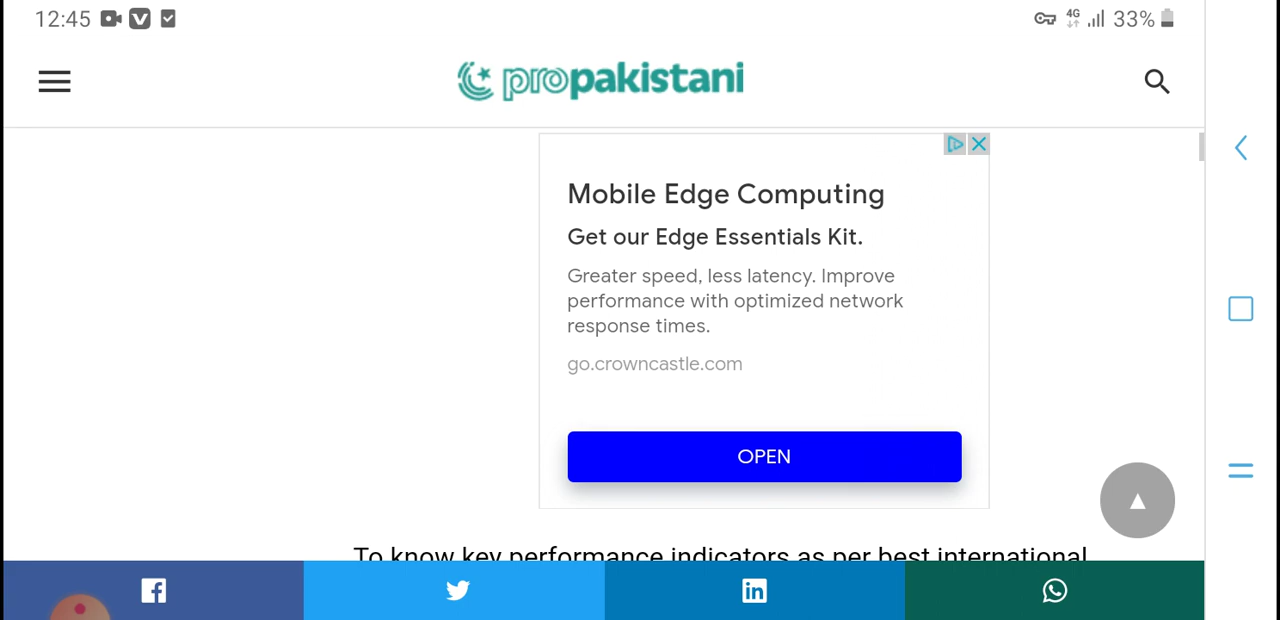 12:45
4G
33%
propakistani
Mobile Edge Computing
Get our Edge Essentials Kit.
Greater speed, less latency. Improve
performance with optimized network
response times.
go.crowncastle.com
OPEN
To know key performance indicators as per best international